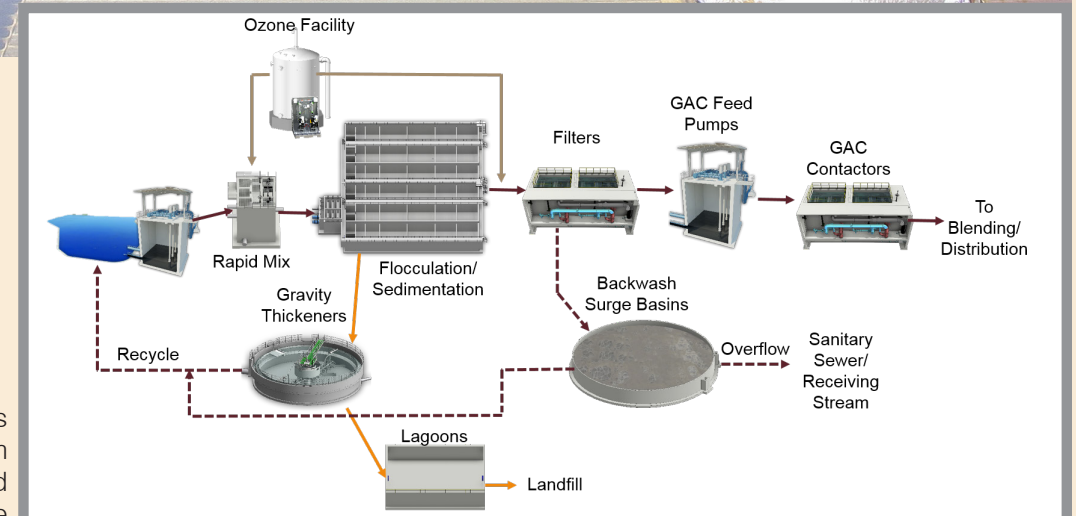 Ozone Facility
GAC Feed
Pumps
Filters
GAC
Contactors
To
Blending/
Distribution
Rapid Mix
Flocculation/
Sedimentation
Gravity
Thickeners
Backwash
Surge Basins
Recycle
Overflow
Sanitary
Sewer/
Receiving
Stream
Lagoons
Landfill